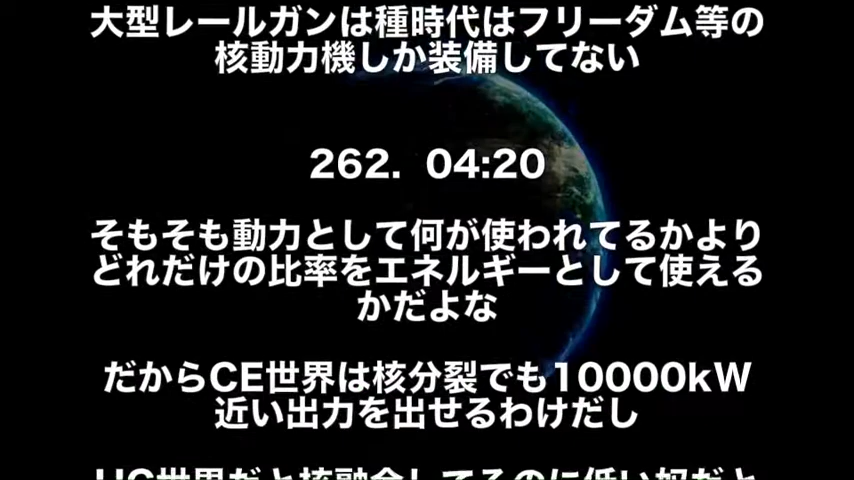 大型レールガンは種時代はフリーダム等の
核動力機しか装備してない
262. 04:20
そもそも動力として何が使われてるかより
どれだけの比率をエネルギーとして使える
かだよな
だからCE世界は核分裂でも10000kW
近い出力を出せるわけだし
UC世界だと核融合してるのに低い奴だと